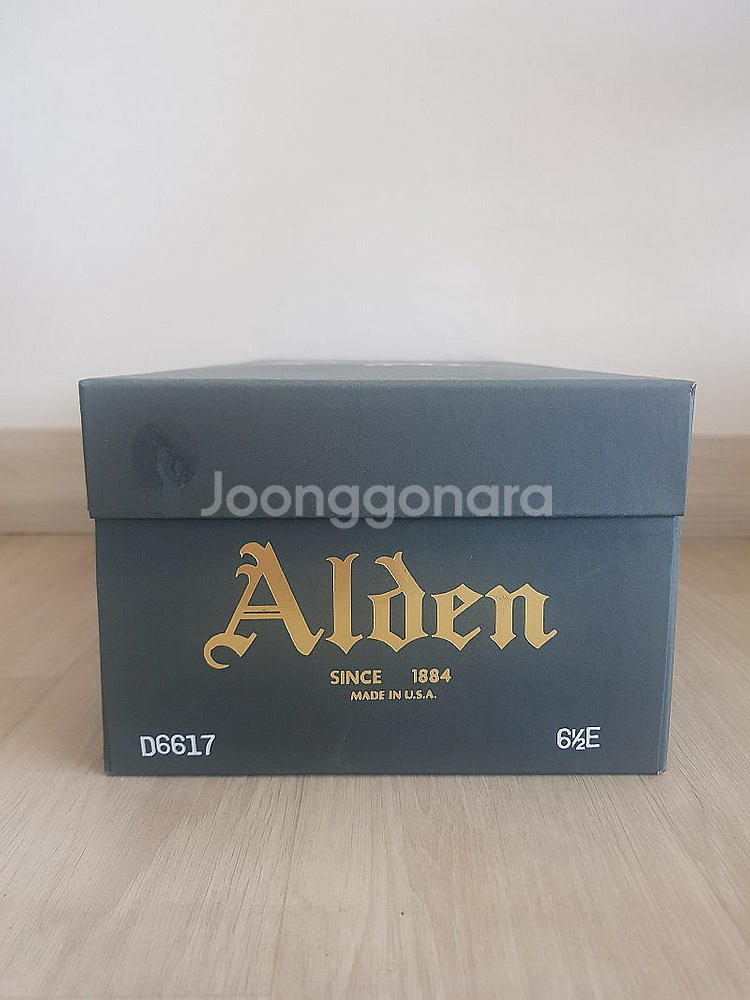 Joonggonara
Alden
SINCE 1884
MADE IN U.S.A.
D6617 6½E